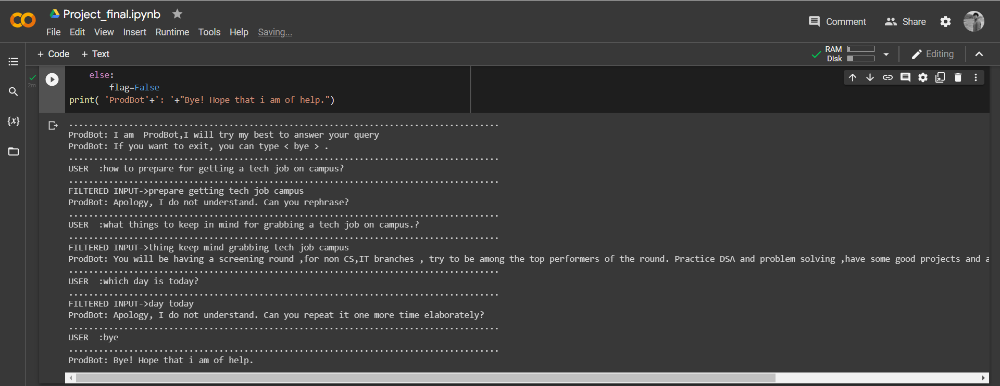 Project_final.ipynb
File Edit View Insert Runtime Tools Help Saving...
Comment Share
+ Code + Text
RAM
Disk
Editing
2m
{x}
else:
flag=False
print( 'ProdBot'+': '+"Bye! Hope that i am of help.")
......................................................................................
ProdBot: I am  ProdBot,I will try my best to answer your query
ProdBot: If you want to exit, you can type < bye > .
......................................................................................
USER  :how to prepare for getting a tech job on campus?
......................................................................................
FILTERED INPUT->prepare getting tech job campus
ProdBot: Apology, I do not understand. Can you rephrase?
......................................................................................
USER  :what things to keep in mind for grabbing a tech job on campus.?
......................................................................................
FILTERED INPUT->thing keep mind grabbing tech job campus
ProdBot: You will be having a screening round ,for non CS,IT branches , try to be among the top performers of the round. Practice DSA and problem solving ,have some good projects and a
......................................................................................
USER  :which day is today?
......................................................................................
FILTERED INPUT->day today
ProdBot: Apology, I do not understand. Can you repeat it one more time elaborately?
......................................................................................
USER  :bye
......................................................................................
ProdBot: Bye! Hope that i am of help.